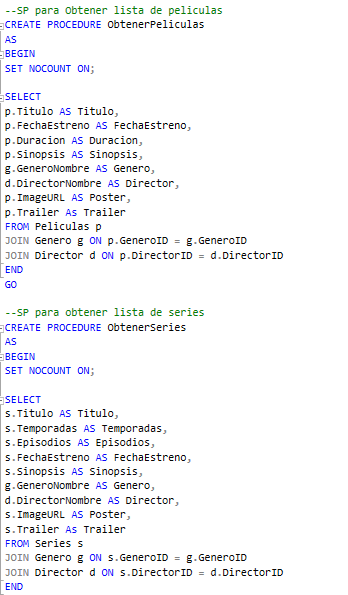 --SP para Obtener lista de peliculas
CREATE PROCEDURE ObtenerPeliculas
AS
BEGIN
SET NOCOUNT ON;

SELECT
p.Titulo AS Titulo,
p.FechaEstreno AS FechaEstreno,
p.Duracion AS Duracion,
p.Sinopsis AS Sinopsis,
g.GeneroNombre AS Genero,
d.DirectorNombre AS Director,
p.ImageURL AS Poster,
p.Trailer As Trailer
FROM Peliculas p
JOIN Genero g ON p.GeneroID = g.GeneroID
JOIN Director d ON p.DirectorID = d.DirectorID
END
GO

--SP para obtener lista de series
CREATE PROCEDURE ObtenerSeries
AS
BEGIN
SET NOCOUNT ON;

SELECT
s.Titulo AS Titulo,
s.Temporadas AS Temporadas,
s.Episodios AS Episodios,
s.FechaEstreno AS FechaEstreno,
s.Sinopsis AS Sinopsis,
g.GeneroNombre AS Genero,
d.DirectorNombre AS Director,
s.ImageURL AS Poster,
s.Trailer As Trailer
FROM Series s
JOIN Genero g ON s.GeneroID = g.GeneroID
JOIN Director d ON s.DirectorID = d.DirectorID
END